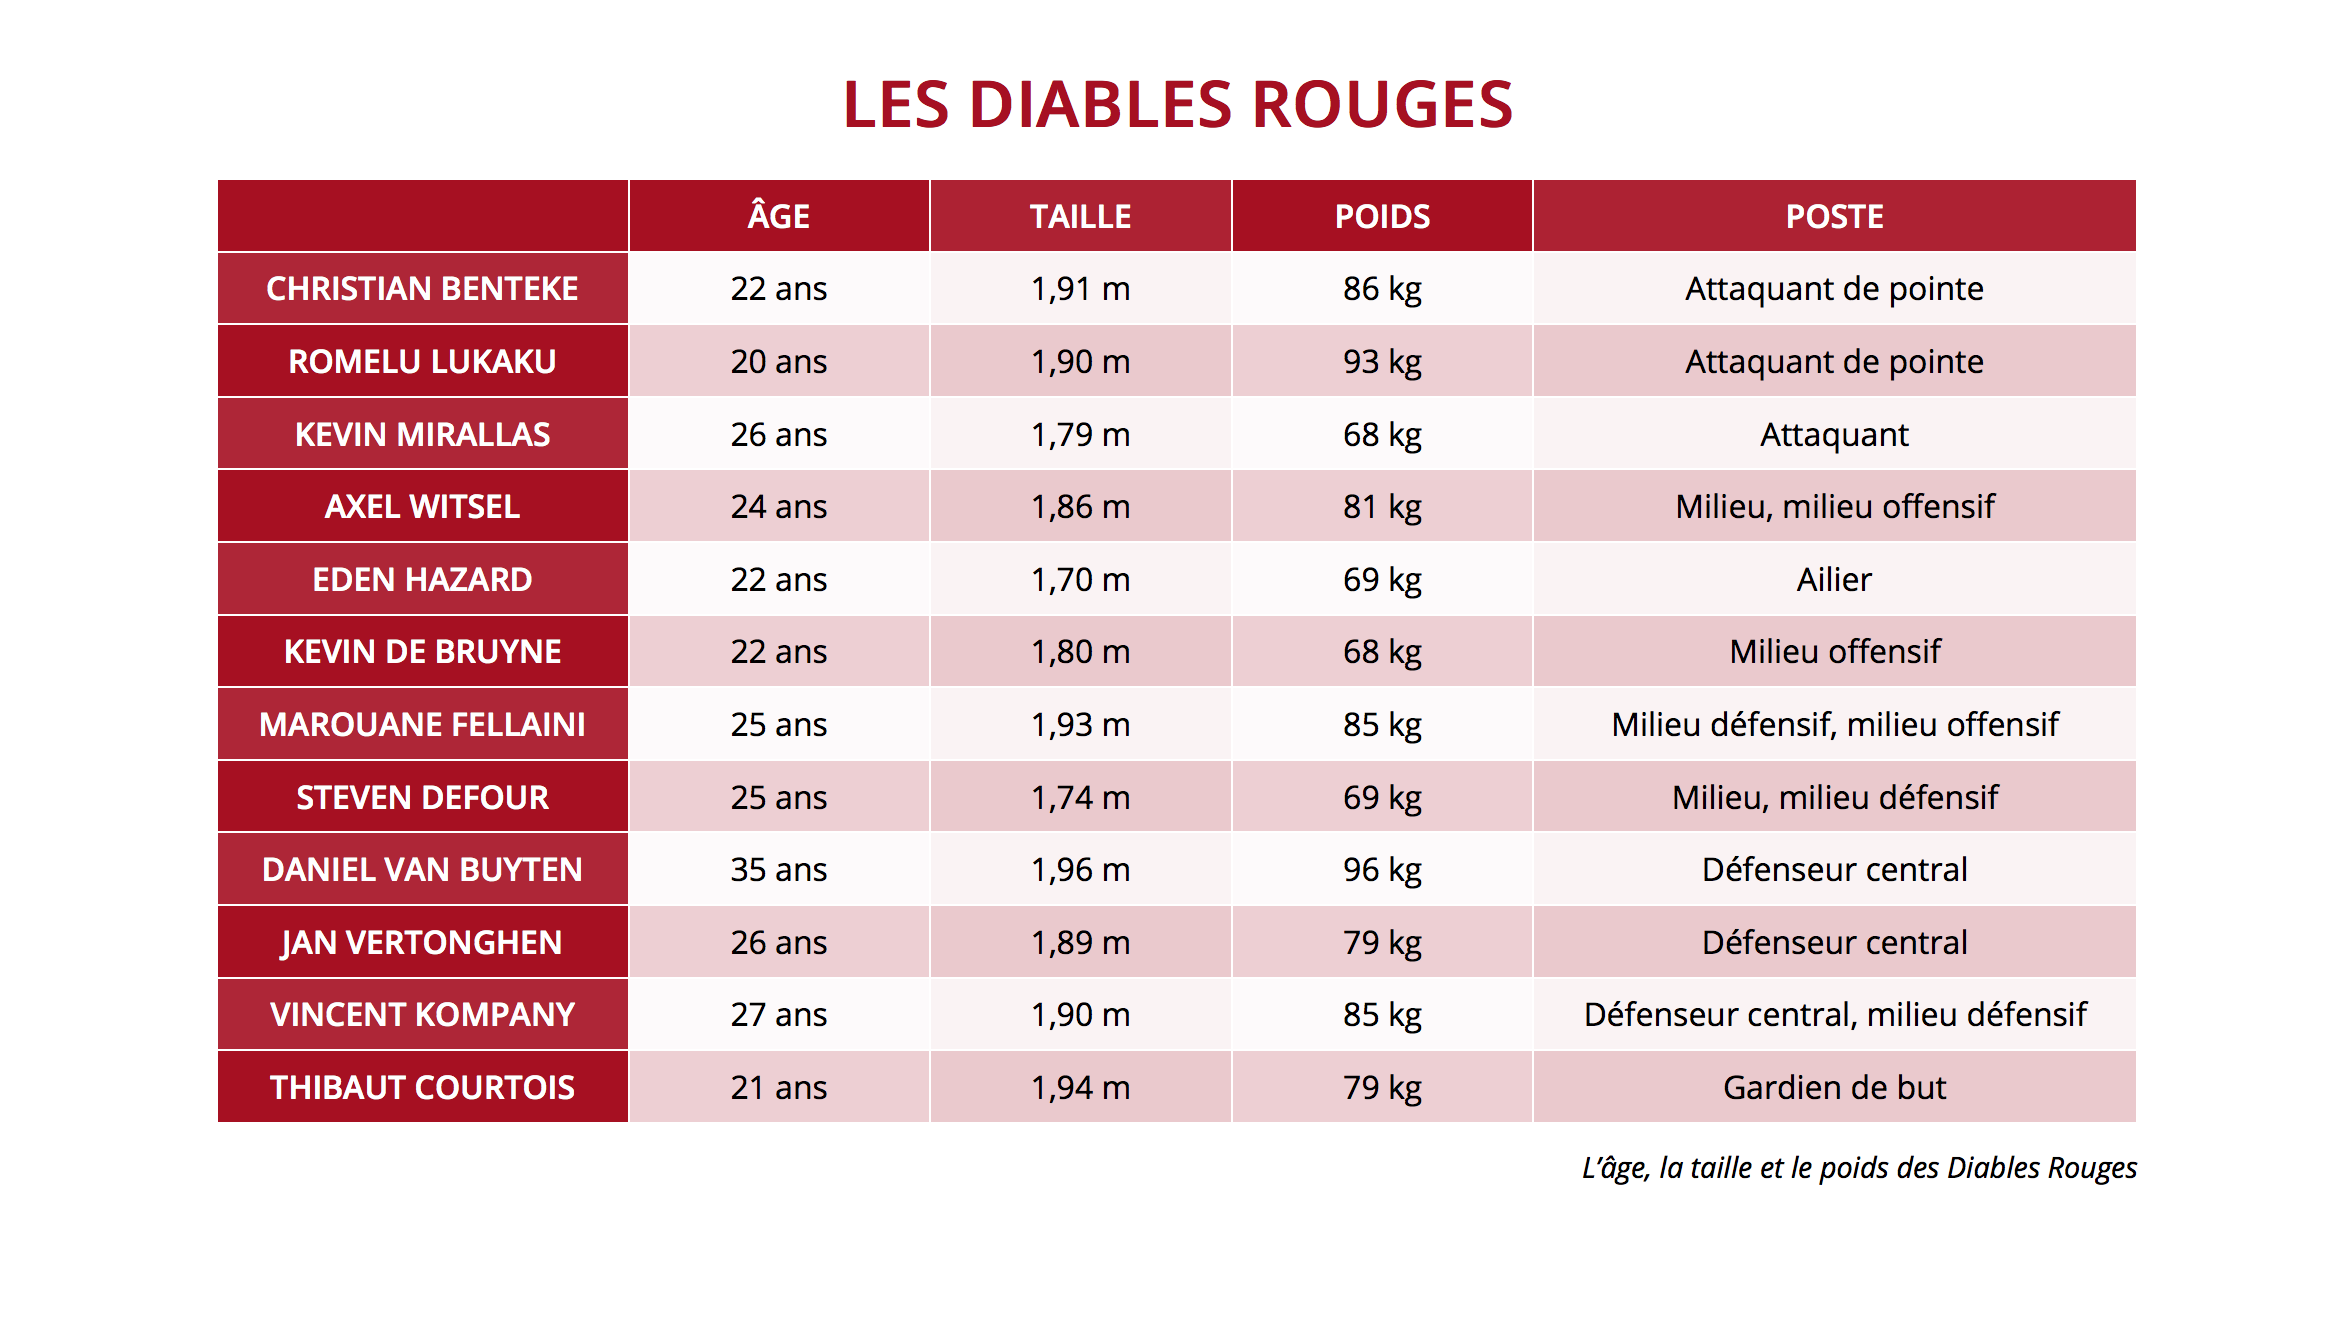 LES DIABLES ROUGES
ÂGE TAILLE POIDS POSTE
CHRISTIAN BENTEKE 22 ans 1,91 m 86 kg Attaquant de pointe
ROMELU LUKAKU 20 ans 1,90 m 93 kg Attaquant de pointe
KEVIN MIRALLAS 26 ans 1,79 m 68 kg Attaquant
AXEL WITSEL 24 ans 1,86 m 81 kg Milieu, milieu offensif
EDEN HAZARD 22 ans 1,70 m 69 kg Ailier
KEVIN DE BRUYNE 22 ans 1,80 m 68 kg Milieu offensif
MAROUANE FELLAINI 25 ans 1,93 m 85 kg Milieu défensif, milieu offensif
STEVEN DEFOUR 25 ans 1,74 m 69 kg Milieu, milieu défensif
DANIEL VAN BUYTEN 35 ans 1,96 m 96 kg Défenseur central
JAN VERTONGHEN 26 ans 1,89 m 79 kg Défenseur central
VINCENT KOMPANY 27 ans 1,90 m 85 kg Défenseur central, milieu défensif
THIBAUT COURTOIS 21 ans 1,94 m 79 kg Gardien de but
L’âge, la taille et le poids des Diables Rouges